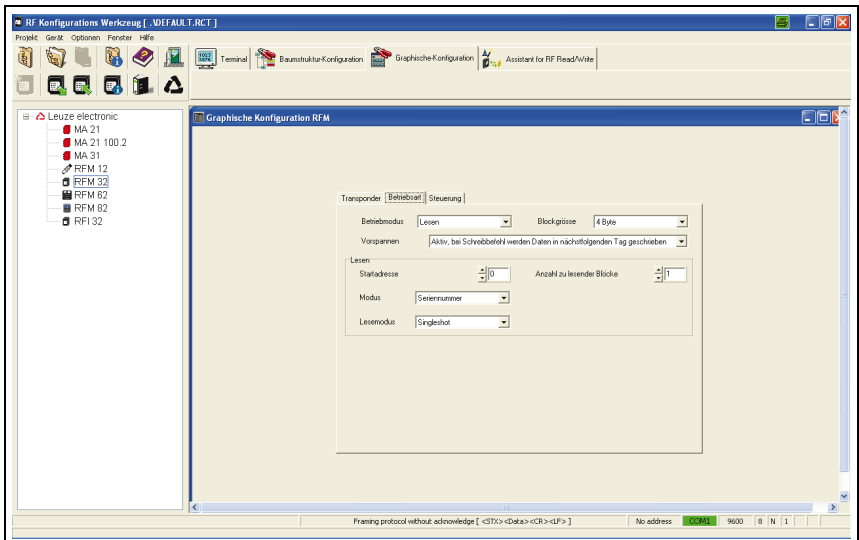 RF Konfigurations Werkzeug [ .\DEFAULT.RCT ]
Projekt Gerät Optionen Fenster Hilfe
Terminal Baumstruktur-Konfiguration Graphische-Konfiguration Assistant for RF Read/Write
Leuze electronic
MA 21
MA 21 100.2
MA 31
RFM 12
RFM 32
RFM 62
RFM 82
RFI 32
Graphische Konfiguration RFM
Transponder Betriebsart Steuerung
Betriebmodus Lesen Blockgrösse 4 Byte
Vorspannen Aktiv, bei Schreibbefehl werden Daten in nächstfolgenden Tag geschrieben
Lesen
Startadresse 0 Anzahl zu lesender Blöcke 1
Modus Seriennummer
Lesemodus Singleshot
Framing protocol without acknowledge [ <STX><Data><CR><LF> ] No address COM1 9600 8 N 1